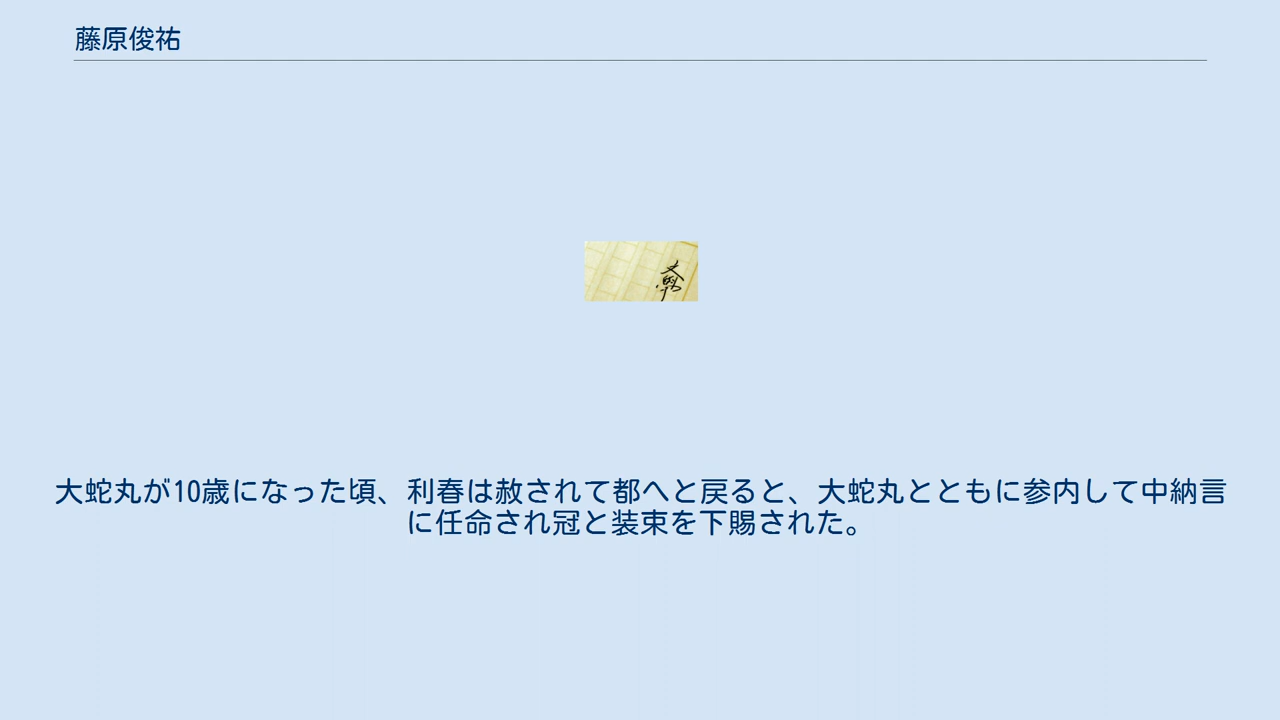 藤原俊祐
大蛇丸が10歳になった頃、利春は赦されて都へと戻ると、大蛇丸とともに参内して中納言
に任命され冠と装束を下賜された。